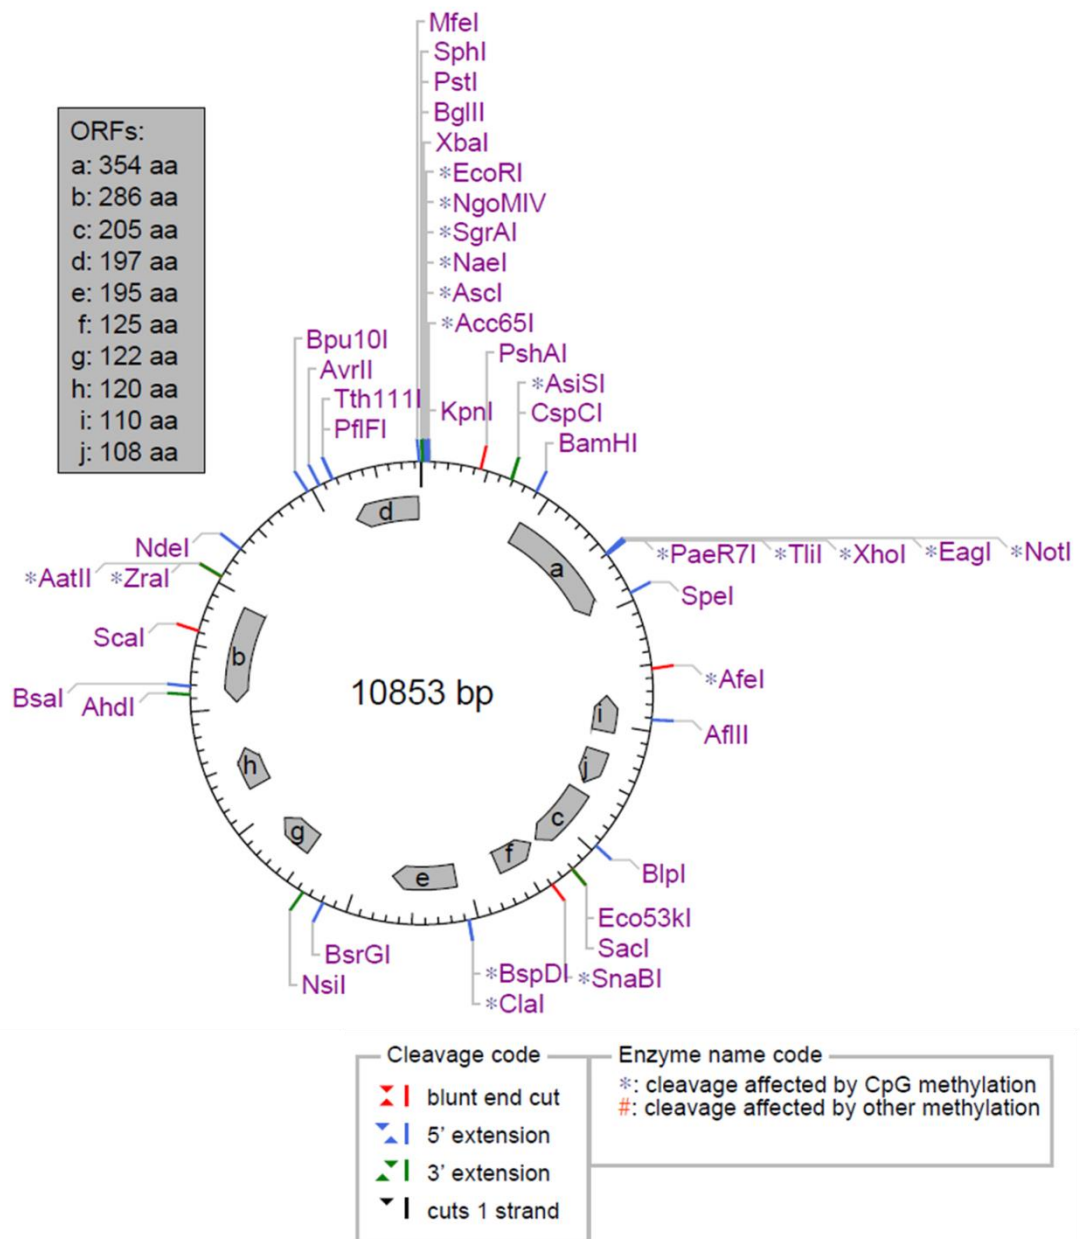 MfeI
SphI
PstI
BglII
XbaI
*EcoRI
*NgoMIV
*SgrAI
*NaeI
*AscI
*Acc65I
KpnI
PshAI
*AsiSI
CspCI
BamHI
ORFs:
a: 354 aa
b: 286 aa
c: 205 aa
d: 197 aa
e: 195 aa
f: 125 aa
g: 122 aa
h: 120 aa
i: 110 aa
j: 108 aa
Bpu10I
AvrII
Tth111I
PflFI
NdeI
*AatII *ZraI
ScaI
BsaI AhdI
*PaeR7I *TliI *XhoI *EagI *NotI
SpeI
*AfeI
AflII
BlpI
Eco53kI
SacI
*SnaBI
*BspDI
*ClaI
BsrGI
NsiI
d
a
b
10853 bp
i
j
h
c
g
f
e
Cleavage code
blunt end cut
5' extension
3' extension
cuts 1 strand
Enzyme name code
*: cleavage affected by CpG methylation
#: cleavage affected by other methylation